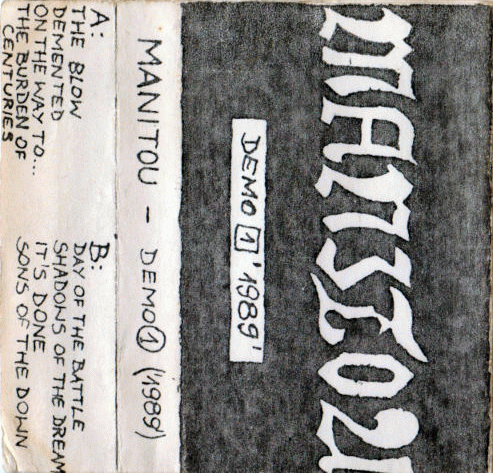 MANITOU
DEMO 1 '1989'
MANITOU - DEMO 1 (1989)
A:
THE BLOW
DEMENTED
ON THE WAY TO...
THE BURDEN OF
CENTURIES
B:
DAY OF THE BATTLE
SHADONS OF THE DREAM
IT'S DONE
SONS OF THE DOWN